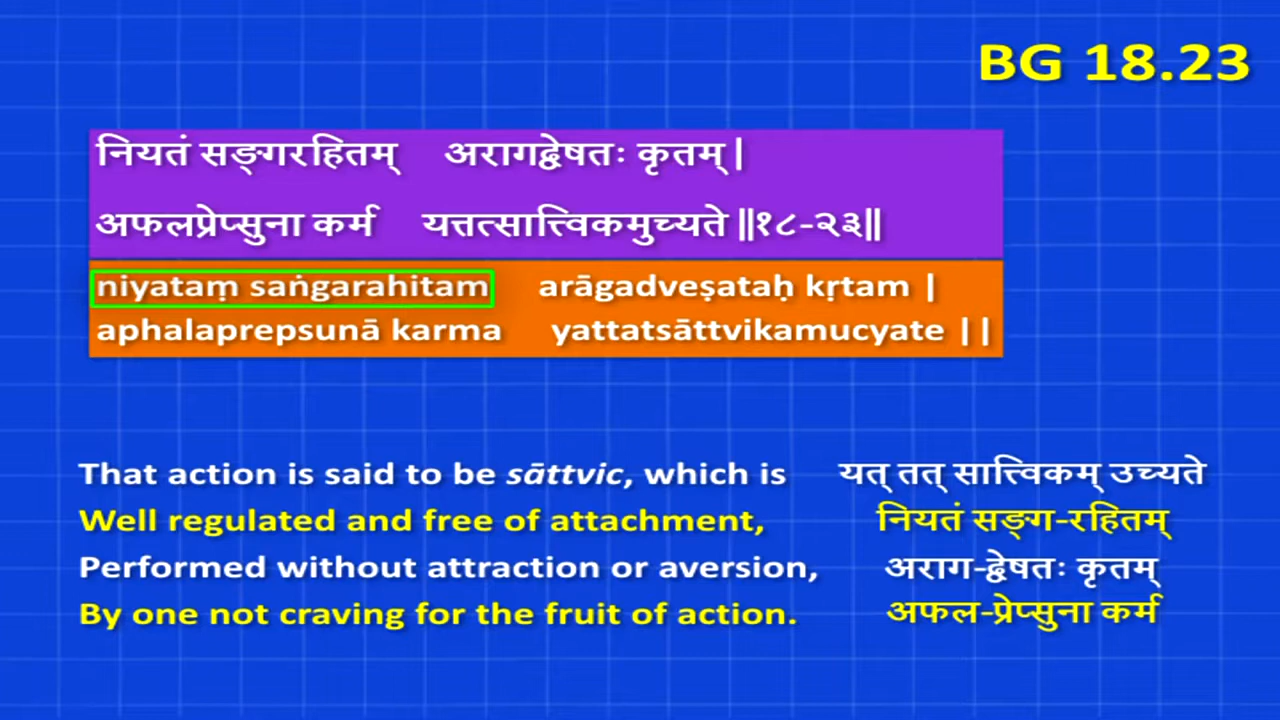 BG 18.23
नियतं सङ्गरहितम् अरागद्वेषतः कृतम् |
अफलप्रेप्सुना कर्म यत्तत्सात्त्विकमुच्यते ||१८-२३||
niyataṃ saṅgarahitam arāgadveṣataḥ kṛtam |
aphalaprepsunā karma yattatsāttvikamucyate ||
That action is said to be sāttvic, which is यत् तत् सात्त्विकम् उच्यते
Well regulated and free of attachment, नियतं सङ्ग-रहितम्
Performed without attraction or aversion, अराग-द्वेषतः कृतम्
By one not craving for the fruit of action. अफल-प्रेप्सुना कर्म